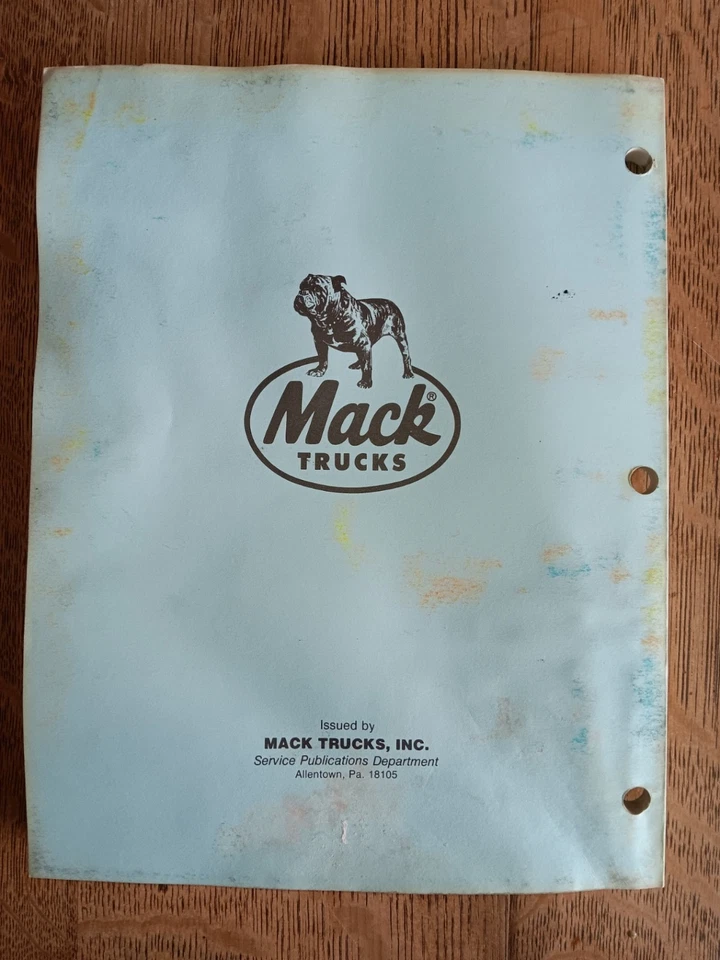 Mack®
TRUCKS
Issued by
MACK TRUCKS, INC.
Service Publications Department
Allentown, Pa. 18105